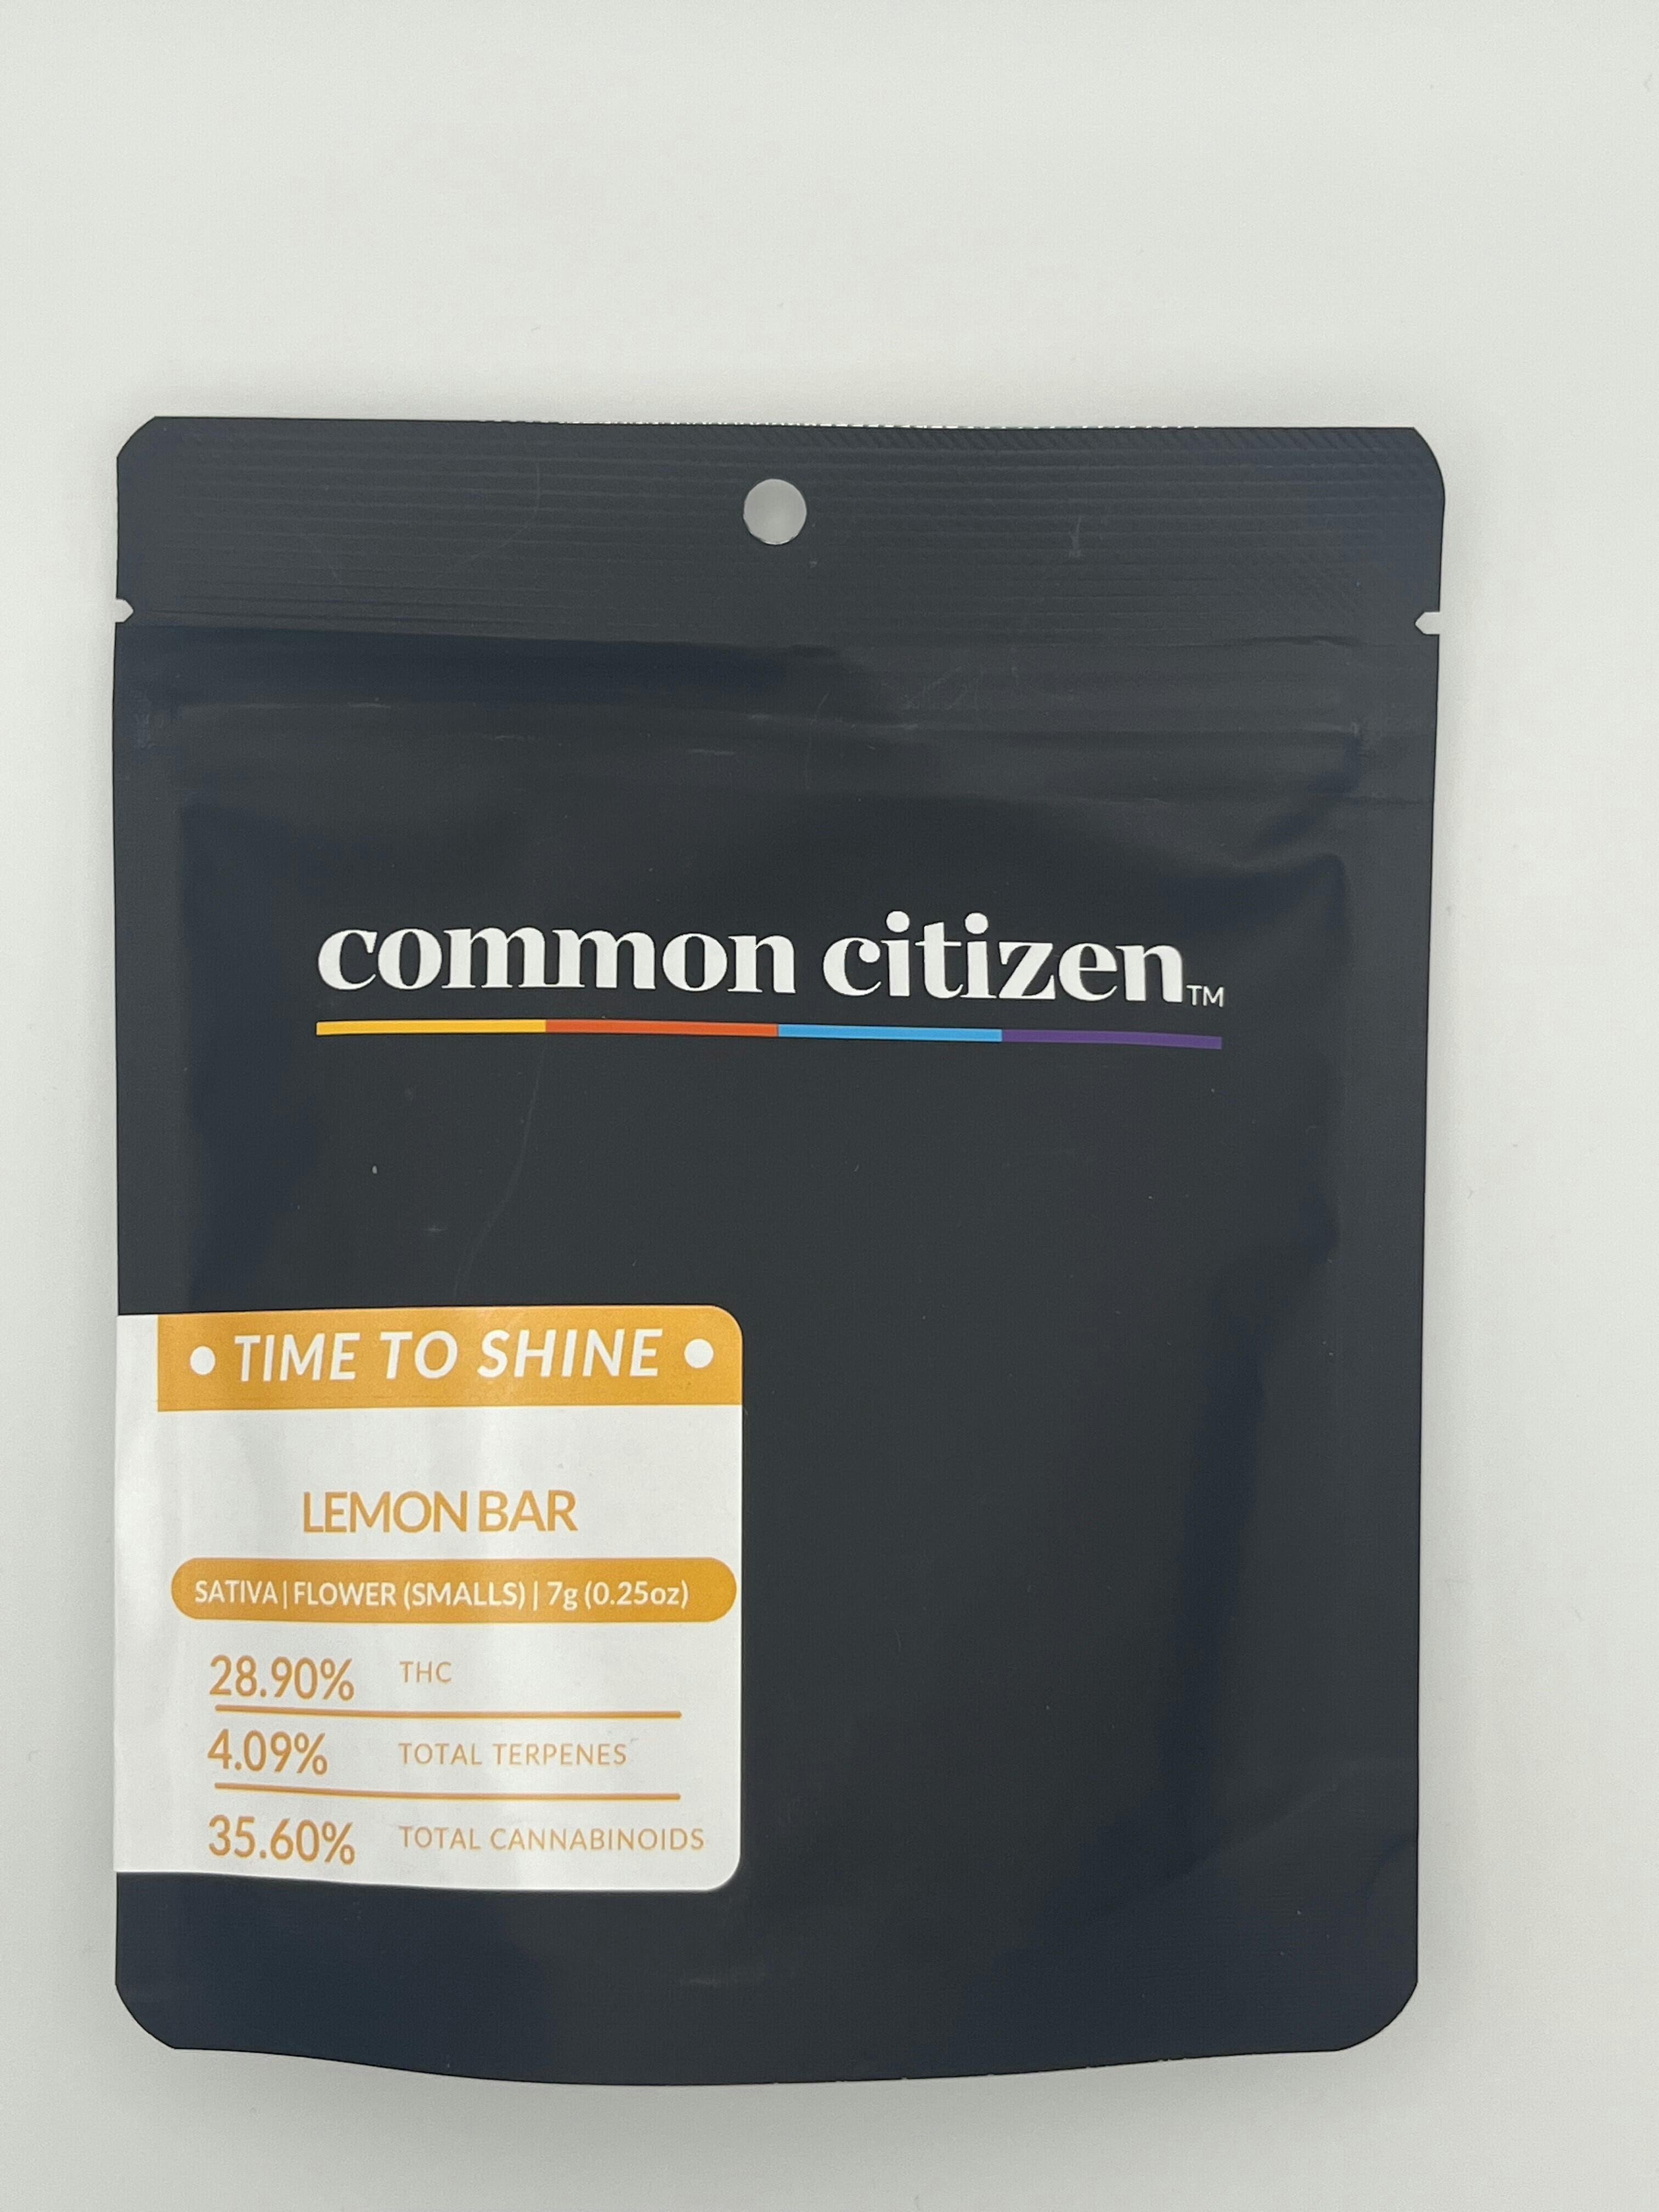 common citizen™
• TIME TO SHINE •
LEMON BAR
SATIVA | FLOWER (SMALLS) | 7g (0.25oz)
28.90% THC
4.09% TOTAL TERPENES
35.60% TOTAL CANNABINOIDS